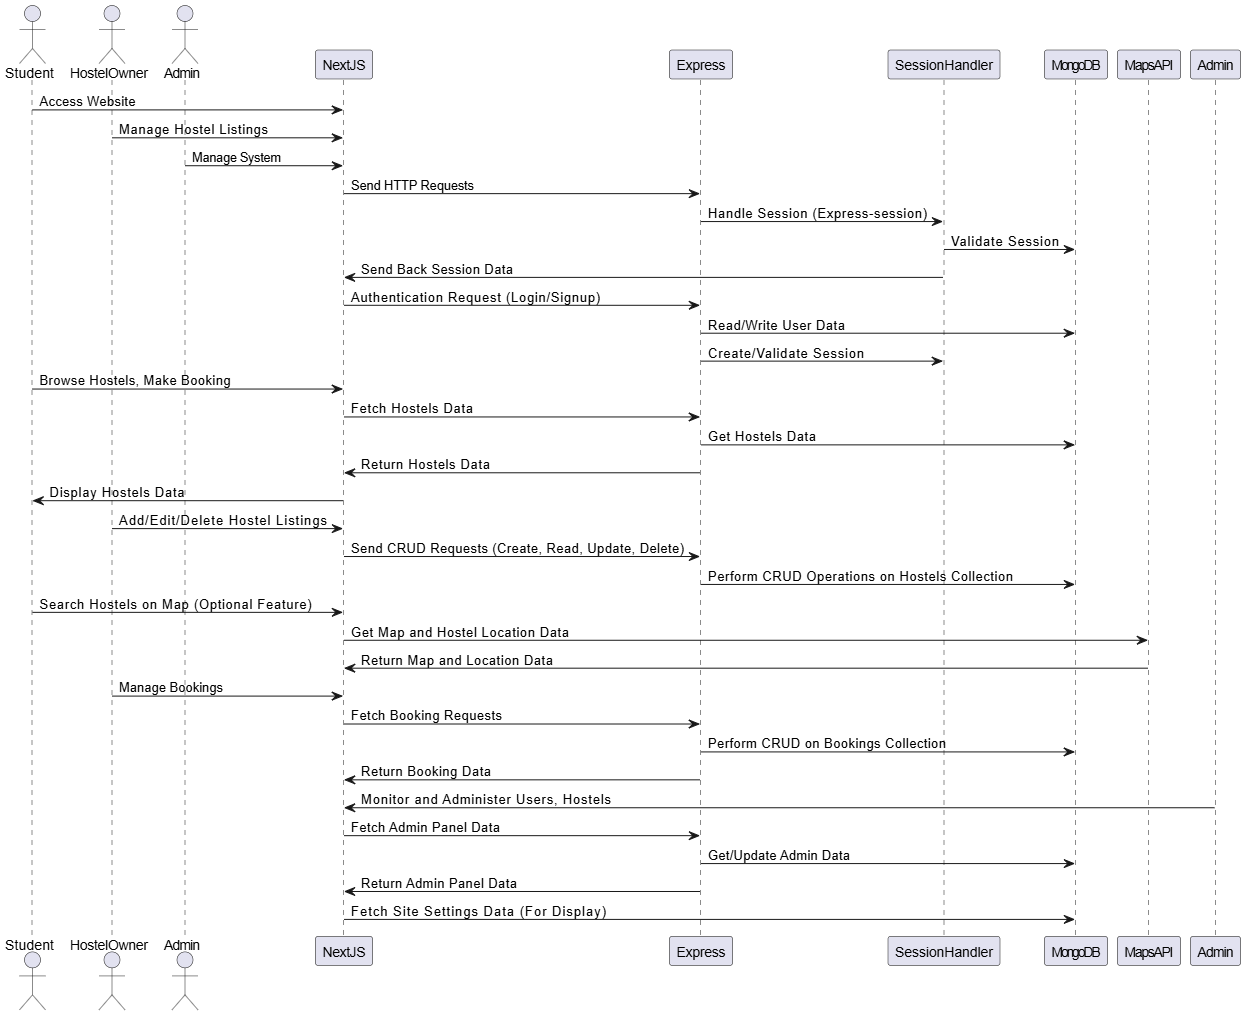 Student HostelOwner Admin NextJS Express SessionHandler MongoDB MapsAPI Admin
Access Website
Manage Hostel Listings
Manage System
Send HTTP Requests
Handle Session (Express-session)
Validate Session
Send Back Session Data
Authentication Request (Login/Signup)
Read/Write User Data
Create/Validate Session
Browse Hostels, Make Booking
Fetch Hostels Data
Get Hostels Data
Return Hostels Data
Display Hostels Data
Add/Edit/Delete Hostel Listings
Send CRUD Requests (Create, Read, Update, Delete)
Perform CRUD Operations on Hostels Collection
Search Hostels on Map (Optional Feature)
Get Map and Hostel Location Data
Return Map and Location Data
Manage Bookings
Fetch Booking Requests
Perform CRUD on Bookings Collection
Return Booking Data
Monitor and Administer Users, Hostels
Fetch Admin Panel Data
Get/Update Admin Data
Return Admin Panel Data
Fetch Site Settings Data (For Display)
Student HostelOwner Admin NextJS Express SessionHandler MongoDB MapsAPI Admin